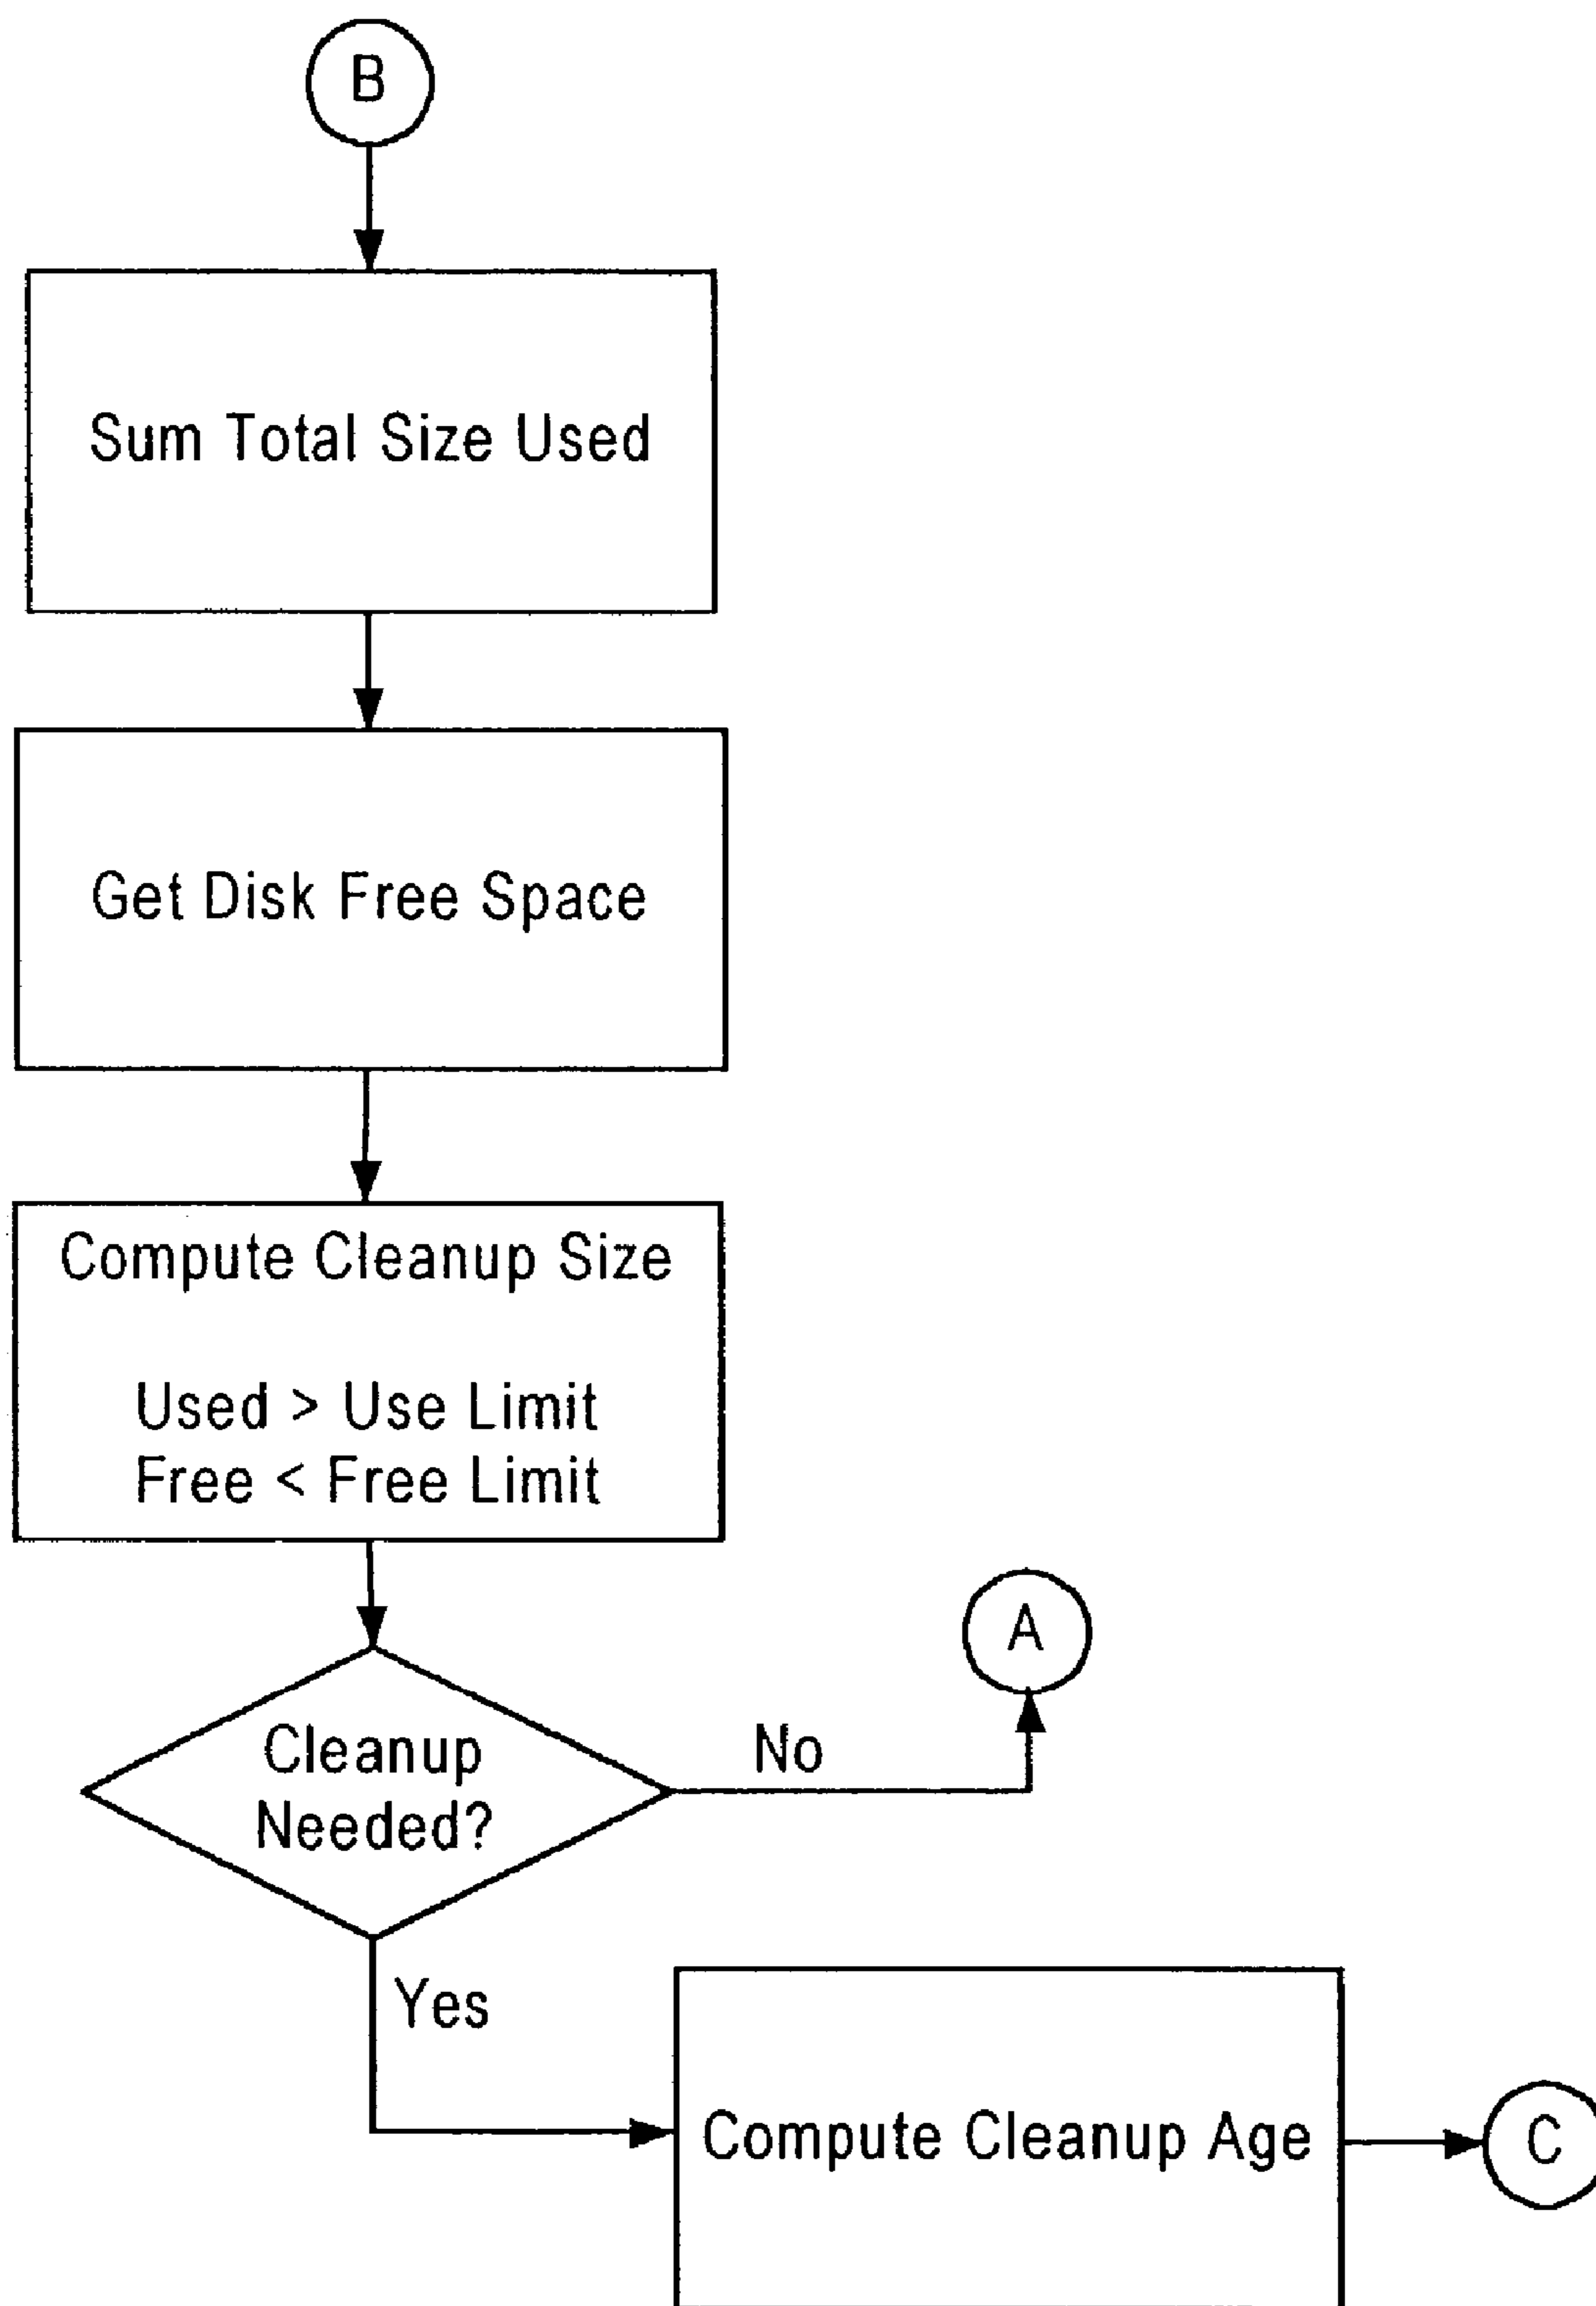 B
Sum Total Size Used
Get Disk Free Space
Compute Cleanup Size
Used > Use Limit
Free < Free Limit
A
Cleanup
Needed?
No
Yes
Compute Cleanup Age
C